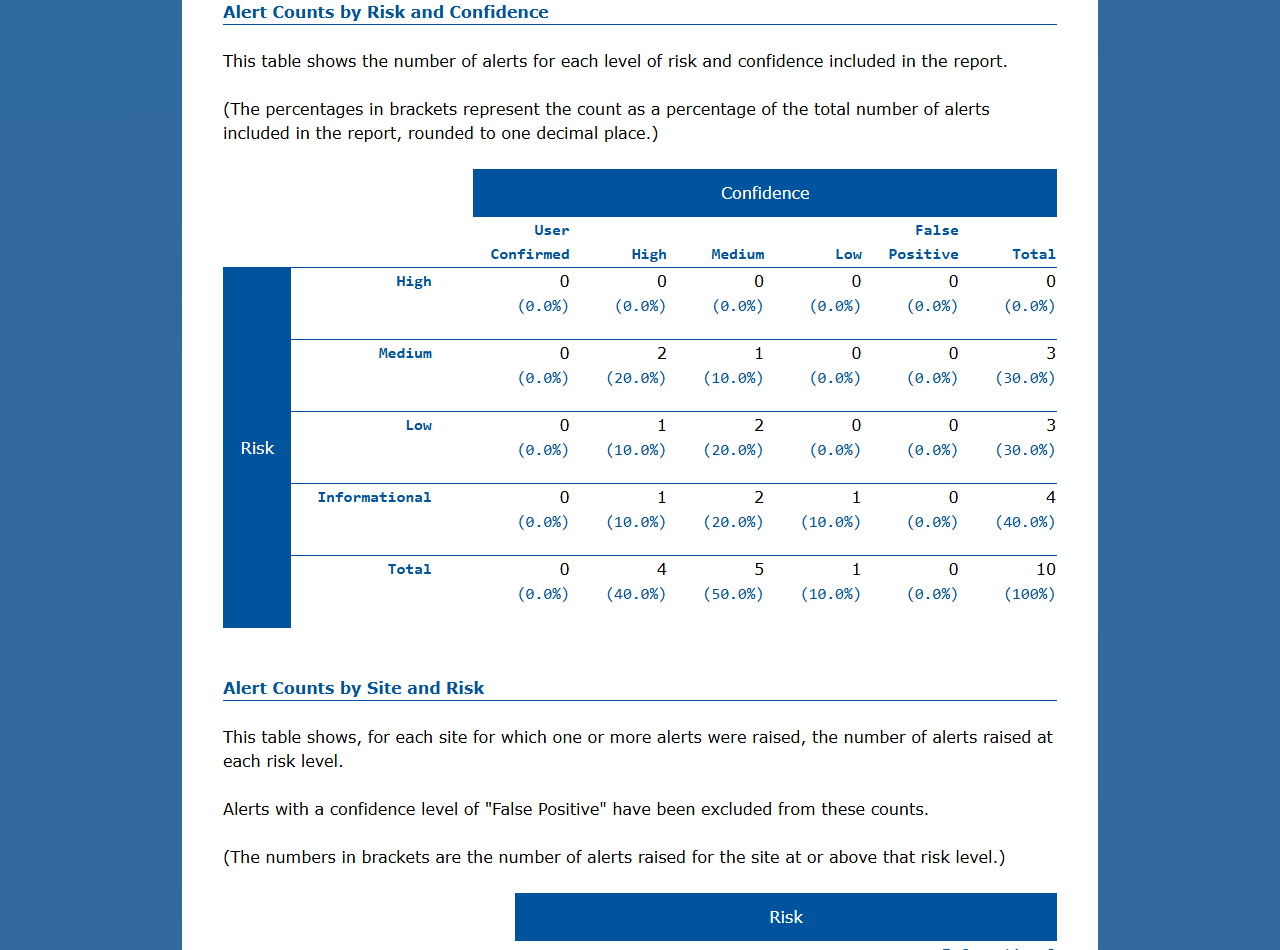 Alert Counts by Risk and Confidence
This table shows the number of alerts for each level of risk and confidence included in the report.
(The percentages in brackets represent the count as a percentage of the total number of alerts
included in the report, rounded to one decimal place.)
Confidence
User Confirmed High Medium Low False Positive Total
Risk
High 0 0 0 0 0 0
(0.0%) (0.0%) (0.0%) (0.0%) (0.0%) (0.0%)
Medium 0 2 1 0 0 3
(0.0%) (20.0%) (10.0%) (0.0%) (0.0%) (30.0%)
Low 0 1 2 0 0 3
(0.0%) (10.0%) (20.0%) (0.0%) (0.0%) (30.0%)
Informational 0 1 2 1 0 4
(0.0%) (10.0%) (20.0%) (10.0%) (0.0%) (40.0%)
Total 0 4 5 1 0 10
(0.0%) (40.0%) (50.0%) (10.0%) (0.0%) (100%)
Alert Counts by Site and Risk
This table shows, for each site for which one or more alerts were raised, the number of alerts raised at
each risk level.
Alerts with a confidence level of "False Positive" have been excluded from these counts.
(The numbers in brackets are the number of alerts raised for the site at or above that risk level.)
Risk